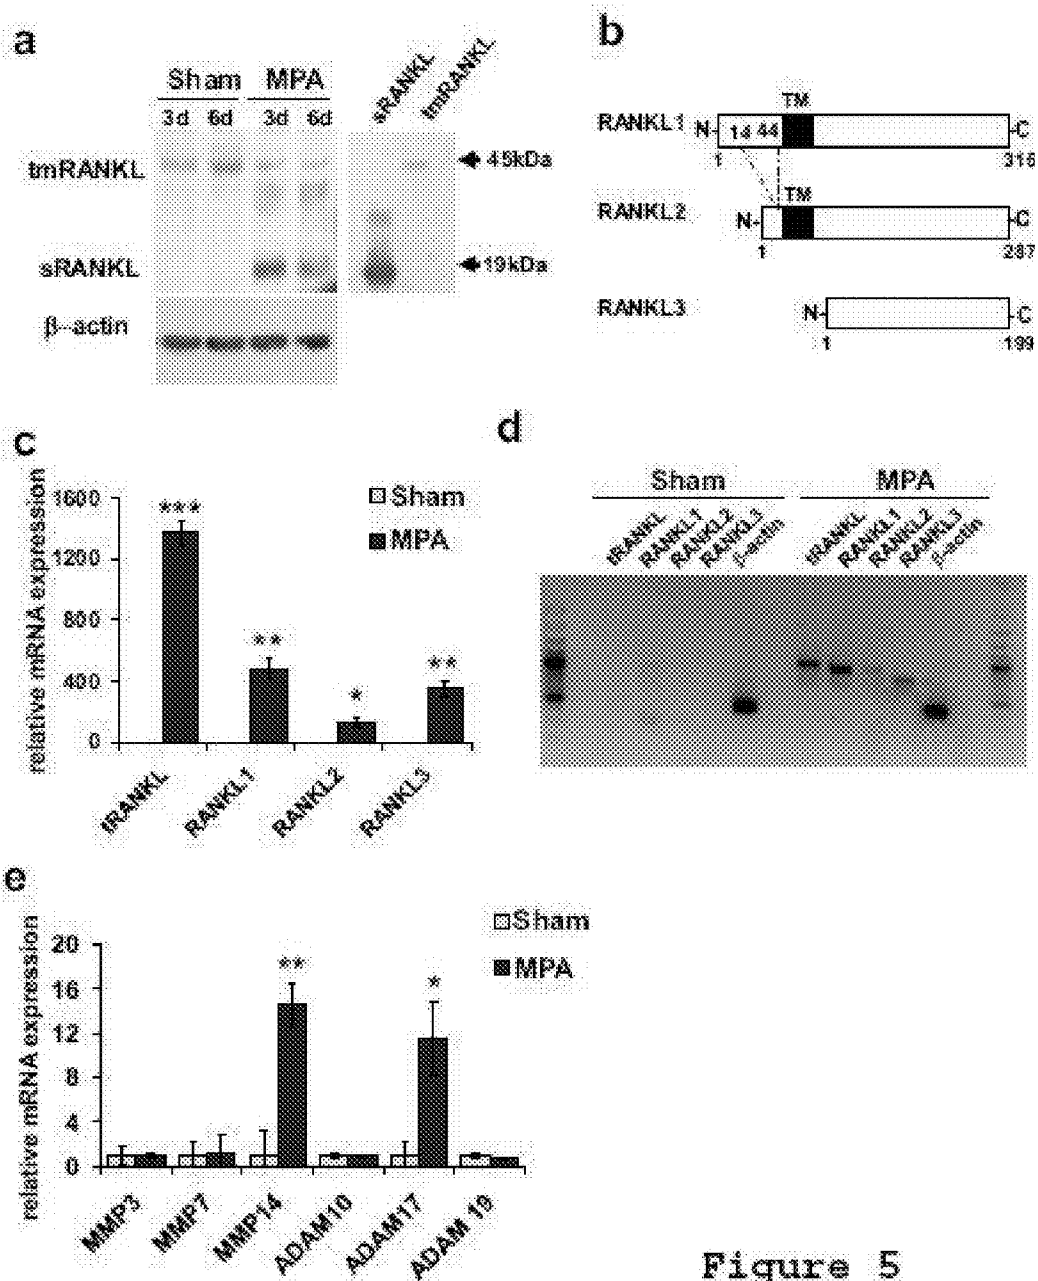 a
Sham MPA
3d 6d 3d 6d
sRANKL
tmRANKL
tmRANKL
45kDa
sRANKL
19kDa
β-actin
b
TM
RANKL1 N- 14 44 -C
1 316
TM
RANKL2 N- -C
1 287
RANKL3 N- -C
1 199
c
relative mRNA expression
1600
1200
800
400
0
Sham
MPA
***
**
*
**
tRANKL RANKL1 RANKL2 RANKL3
d
Sham MPA
tRANKL RANKL1 RANKL2 RANKL3 β-actin tRANKL RANKL1 RANKL2 RANKL3 β-actin
e
relative mRNA expression
20
16
12
8
4
0
Sham
MPA
**
*
MMP3 MMP7 MMP14 ADAM10 ADAM17 ADAM 19
Figure 5